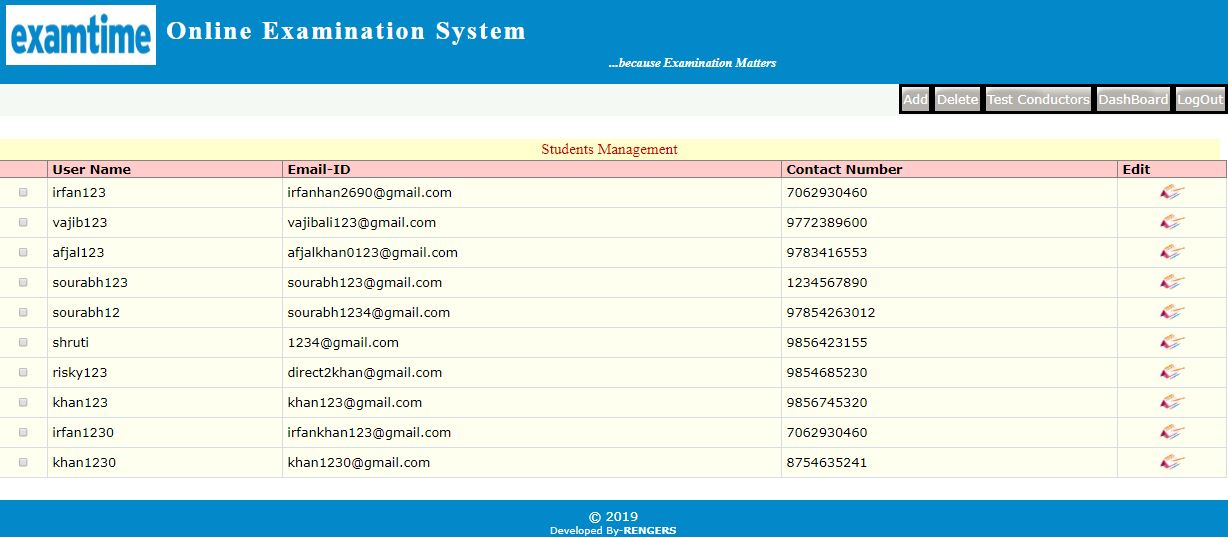 examtime Online Examination System
...because Examination Matters
Add Delete Test Conductors DashBoard LogOut
Students Management
User Name Email-ID Contact Number Edit
irfan123 irfanhan2690@gmail.com 7062930460
vajib123 vajibali123@gmail.com 9772389600
afjal123 afjalkhan0123@gmail.com 9783416553
sourabh123 sourabh123@gmail.com 1234567890
sourabh12 sourabh1234@gmail.com 97854263012
shruti 1234@gmail.com 9856423155
risky123 direct2khan@gmail.com 9854685230
khan123 khan123@gmail.com 9856745320
irfan1230 irfankhan123@gmail.com 7062930460
khan1230 khan1230@gmail.com 8754635241
© 2019
Developed By-RENGERS